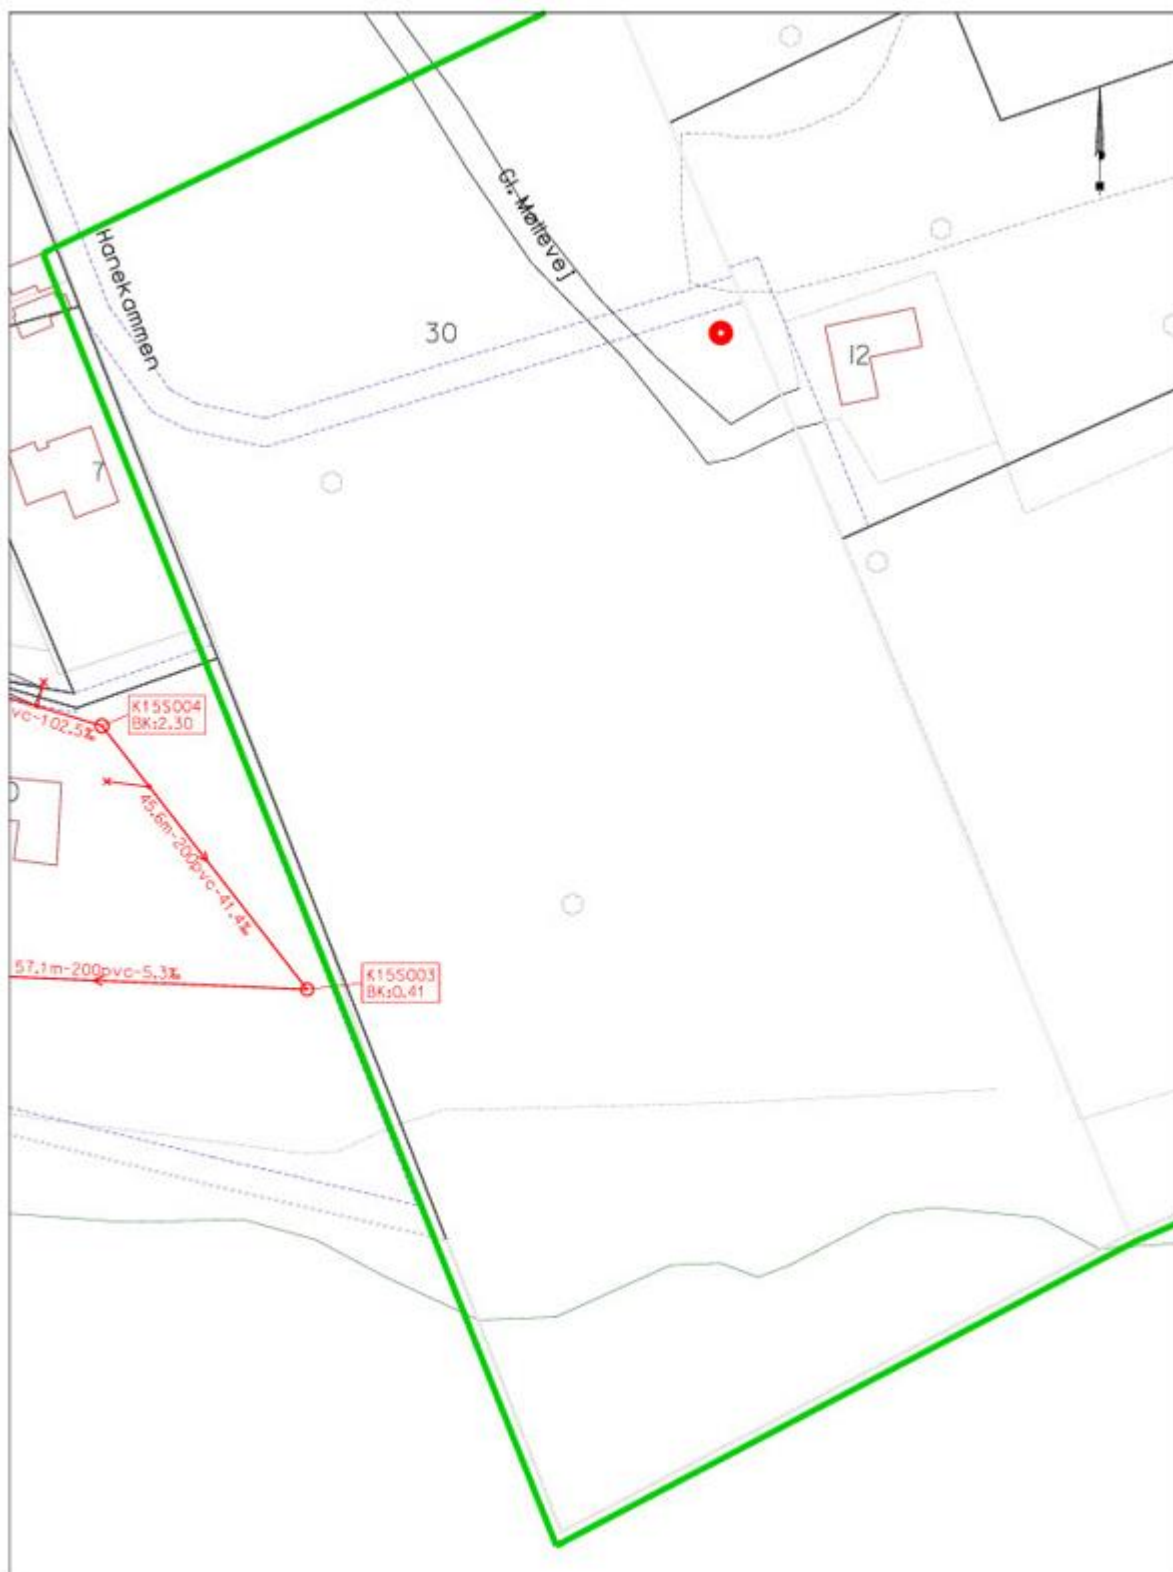 Gl. Møllevej
Hanekammen
30
12
7
K15S004
BK:2.30
vc-102.5‰
45.6m-200pvc-41.4‰
57.1m-200pvc-5.3‰
K15S003
BK:0.41